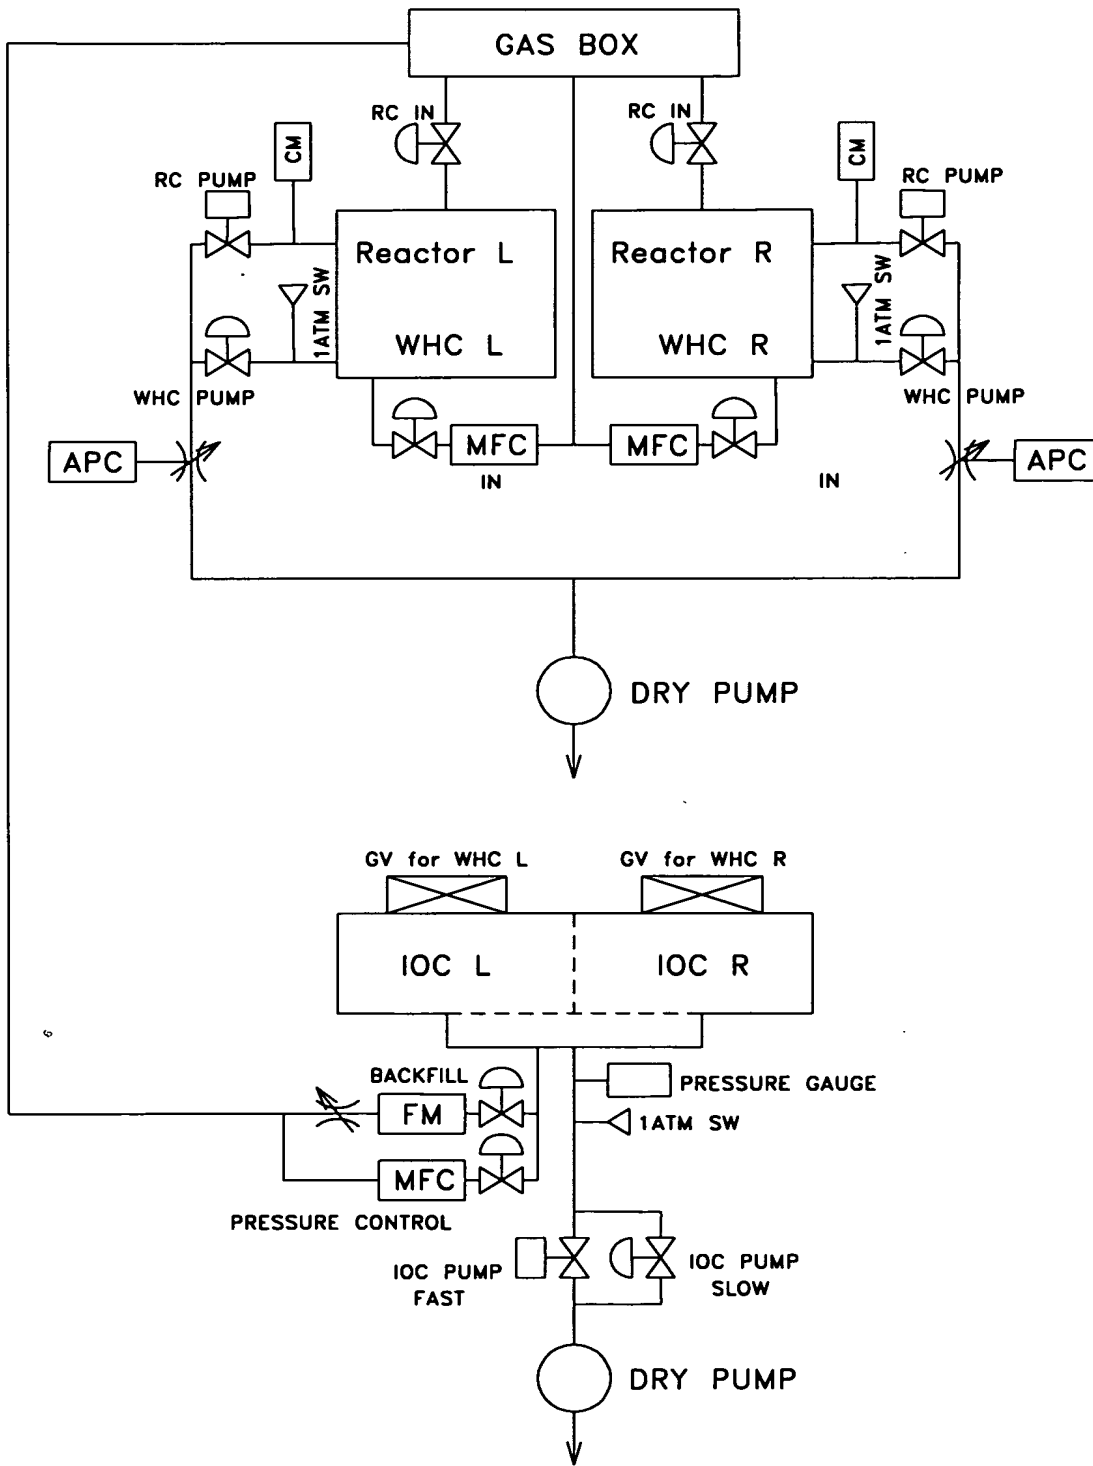 GAS BOX
RC IN
RC IN
CM
CM
RC PUMP
RC PUMP
Reactor L
Reactor R
1ATM SW
1ATM SW
WHC L
WHC R
WHC PUMP
WHC PUMP
APC
MFC
MFC
APC
IN
IN
DRY PUMP
GV for WHC L
GV for WHC R
IOC L
IOC R
BACKFILL
PRESSURE GAUGE
FM
1ATM SW
MFC
PRESSURE CONTROL
IOC PUMP
FAST
IOC PUMP
SLOW
DRY PUMP